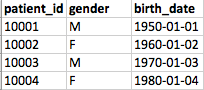 patient_id gender birth_date
10001 M 1950-01-01
10002 F 1960-01-02
10003 M 1970-01-03
10004 F 1980-01-04